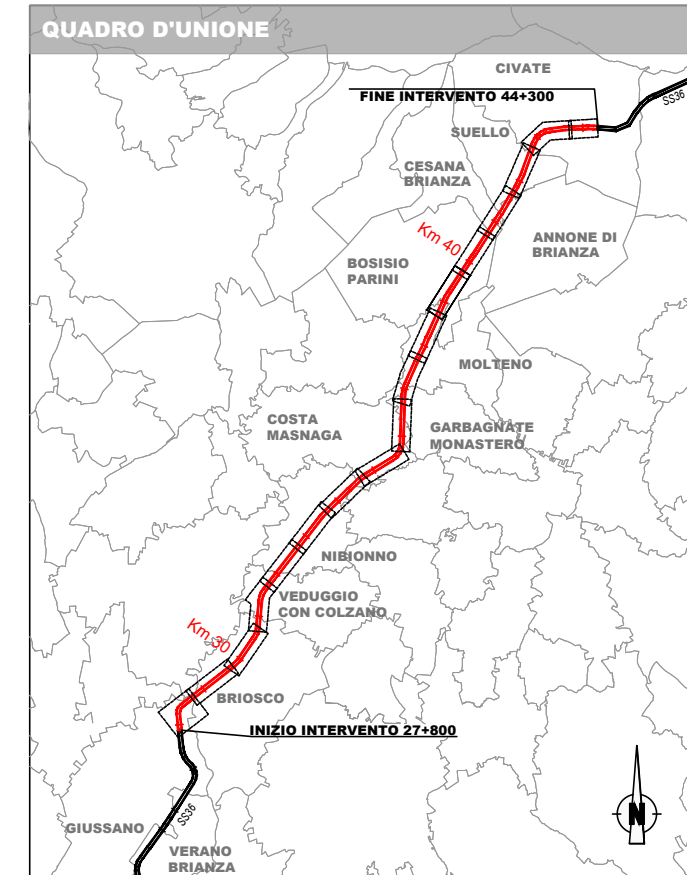 QUADRO D'UNIONE
CIVATE
SS36
FINE INTERVENTO 44+300
SUELLO
CESANA
BRIANZA
Km 40
ANNONE DI
BRIANZA
BOSISIO
PARINI
MOLTENO
COSTA
MASNAGA
GARBAGNATE
MONASTERO
NIBIONNO
VEDUGGIO
CON COLZANO
Km 30
BRIOSCO
INIZIO INTERVENTO 27+800
SS36
GIUSSANO
VERANO
BRIANZA
N